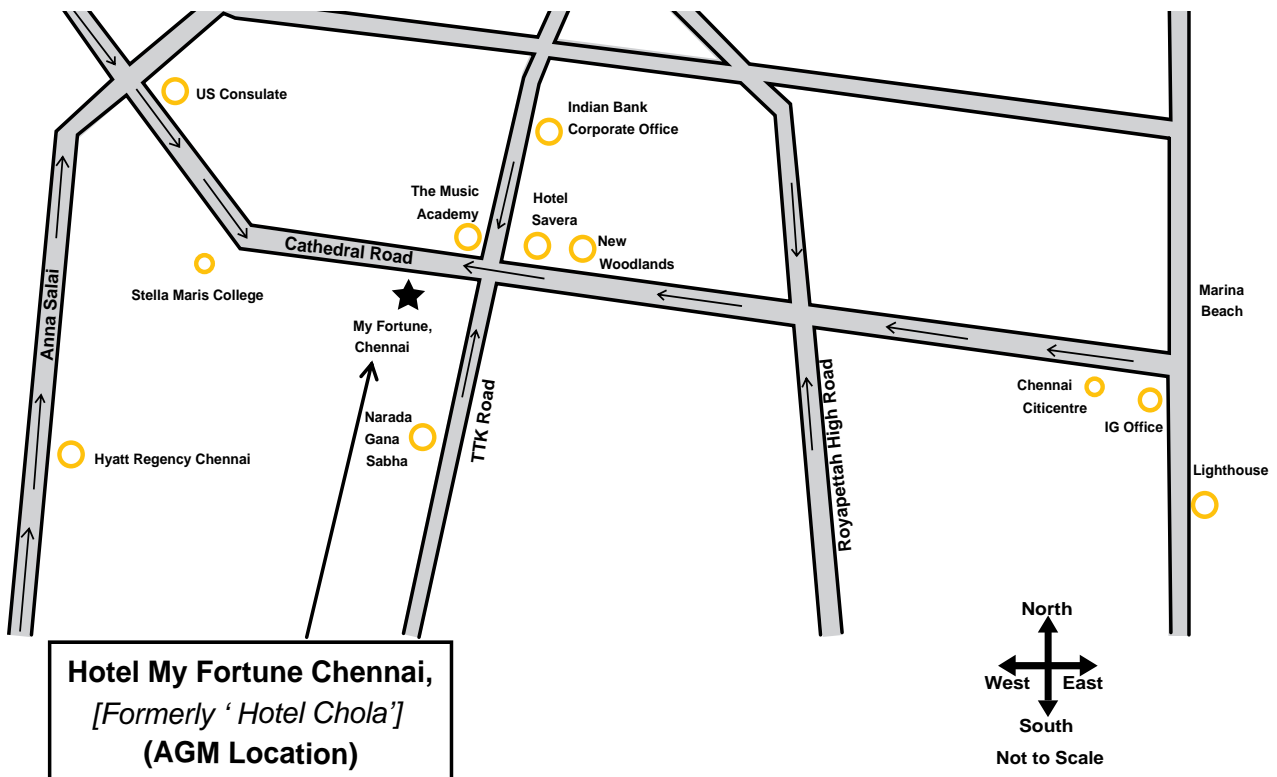 US Consulate
Indian Bank
Corporate Office
The Music
Academy
Hotel
Savera
New
Woodlands
Cathedral Road
Stella Maris College
My Fortune,
Chennai
Anna Salai
Marina
Beach
Chennai
Citicentre
IG Office
Narada
Gana
Sabha
TTK Road
Royapettah High Road
Hyatt Regency Chennai
Lighthouse
Hotel My Fortune Chennai,
[Formerly ‘ Hotel Chola’]
(AGM Location)
North
West East
South
Not to Scale